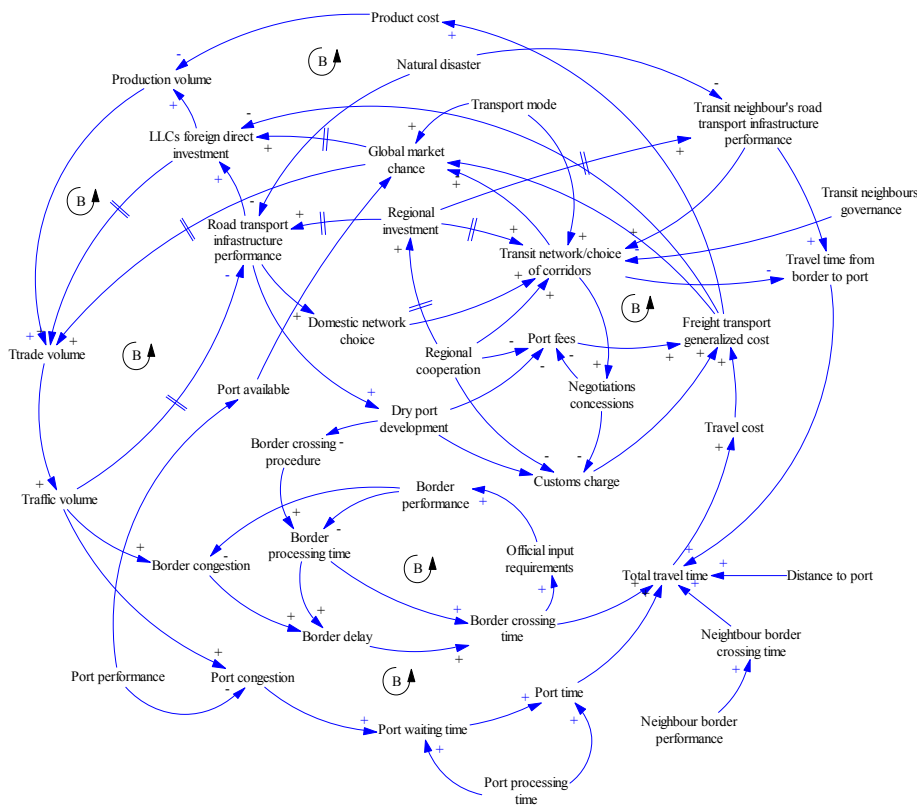 Product cost
B
Natural disaster
Production volume
Transport mode
Transit neighbour's road
transport infrastructure
performance
LLCs foreign direct
investment
Global market
chance
B
Transit neighbours
governance
Road transport
infrastructure
performance
Regional
investment
Transit network/choice
of corridors
Travel time from
border to port
B
Domestic network
choice
Freight transport
generalized cost
Ttrade volume
B
Regional
cooperation
Port fees
Port available
Negotiations
concessions
Dry port
development
Travel cost
Border crossing
procedure
Customs charge
Traffic volume
Border
performance
Border
processing time
Official input
requirements
Border congestion
B
Total travel time
Distance to port
Border delay
Border crossing
time
Neighbour border
crossing time
Port performance
Port congestion
B
Port time
Port waiting time
Neighbour border
performance
Port processing
time